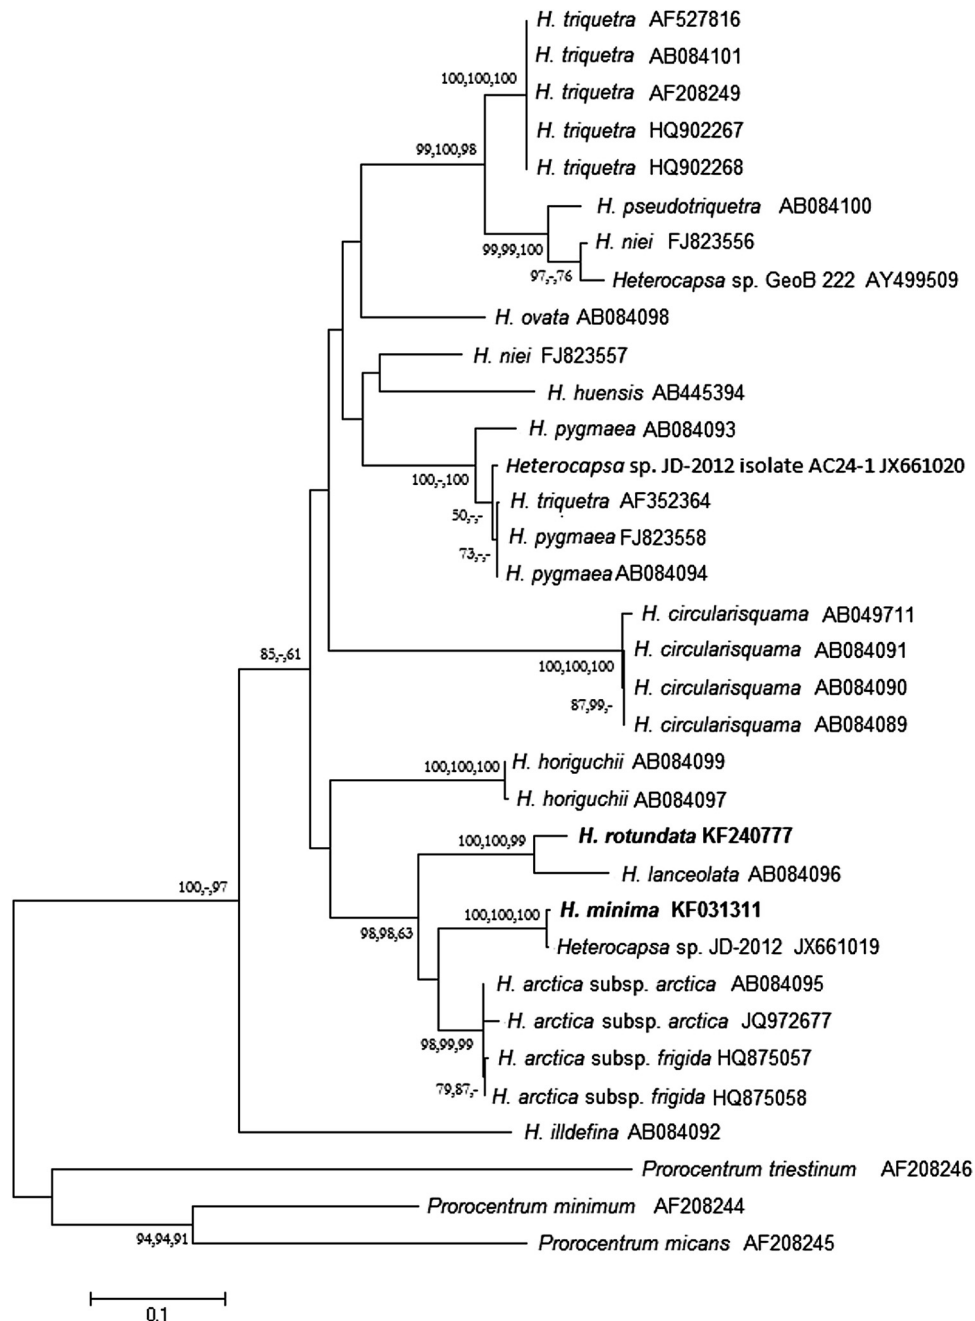 H. triquetra AF527816
H. triquetra AB084101
100,100,100
H. triquetra AF208249
H. triquetra HQ902267
99,100,98
H. triquetra HQ902268
H. pseudotriquetra AB084100
99,99,100
H. niei FJ823556
97,-,76
Heterocapsa sp. GeoB 222 AY499509
H. ovata AB084098
H. niei FJ823557
H. huensis AB445394
H. pygmaea AB084093
Heterocapsa sp. JD-2012 isolate AC24-1 JX661020
100,-,100
H. triquetra AF352364
50,-,-
H. pygmaea FJ823558
73,-,-
H. pygmaea AB084094
H. circularisquama AB049711
85,-,61
H. circularisquama AB084091
100,100,100
H. circularisquama AB084090
87,99,-
H. circularisquama AB084089
H. horiguchii AB084099
100,100,100
H. horiguchii AB084097
H. rotundata KF240777
100,100,99
H. lanceolata AB084096
100,-,97
H. minima KF031311
100,100,100
98,98,63
Heterocapsa sp. JD-2012 JX661019
H. arctica subsp. arctica AB084095
H. arctica subsp. arctica JQ972677
98,99,99
H. arctica subsp. frigida HQ875057
79,87,-
H. arctica subsp. frigida HQ875058
H. illdefina AB084092
Prorocentrum triestinum AF208246
Prorocentrum minimum AF208244
94,94,91
Prorocentrum micans AF208245
0.1